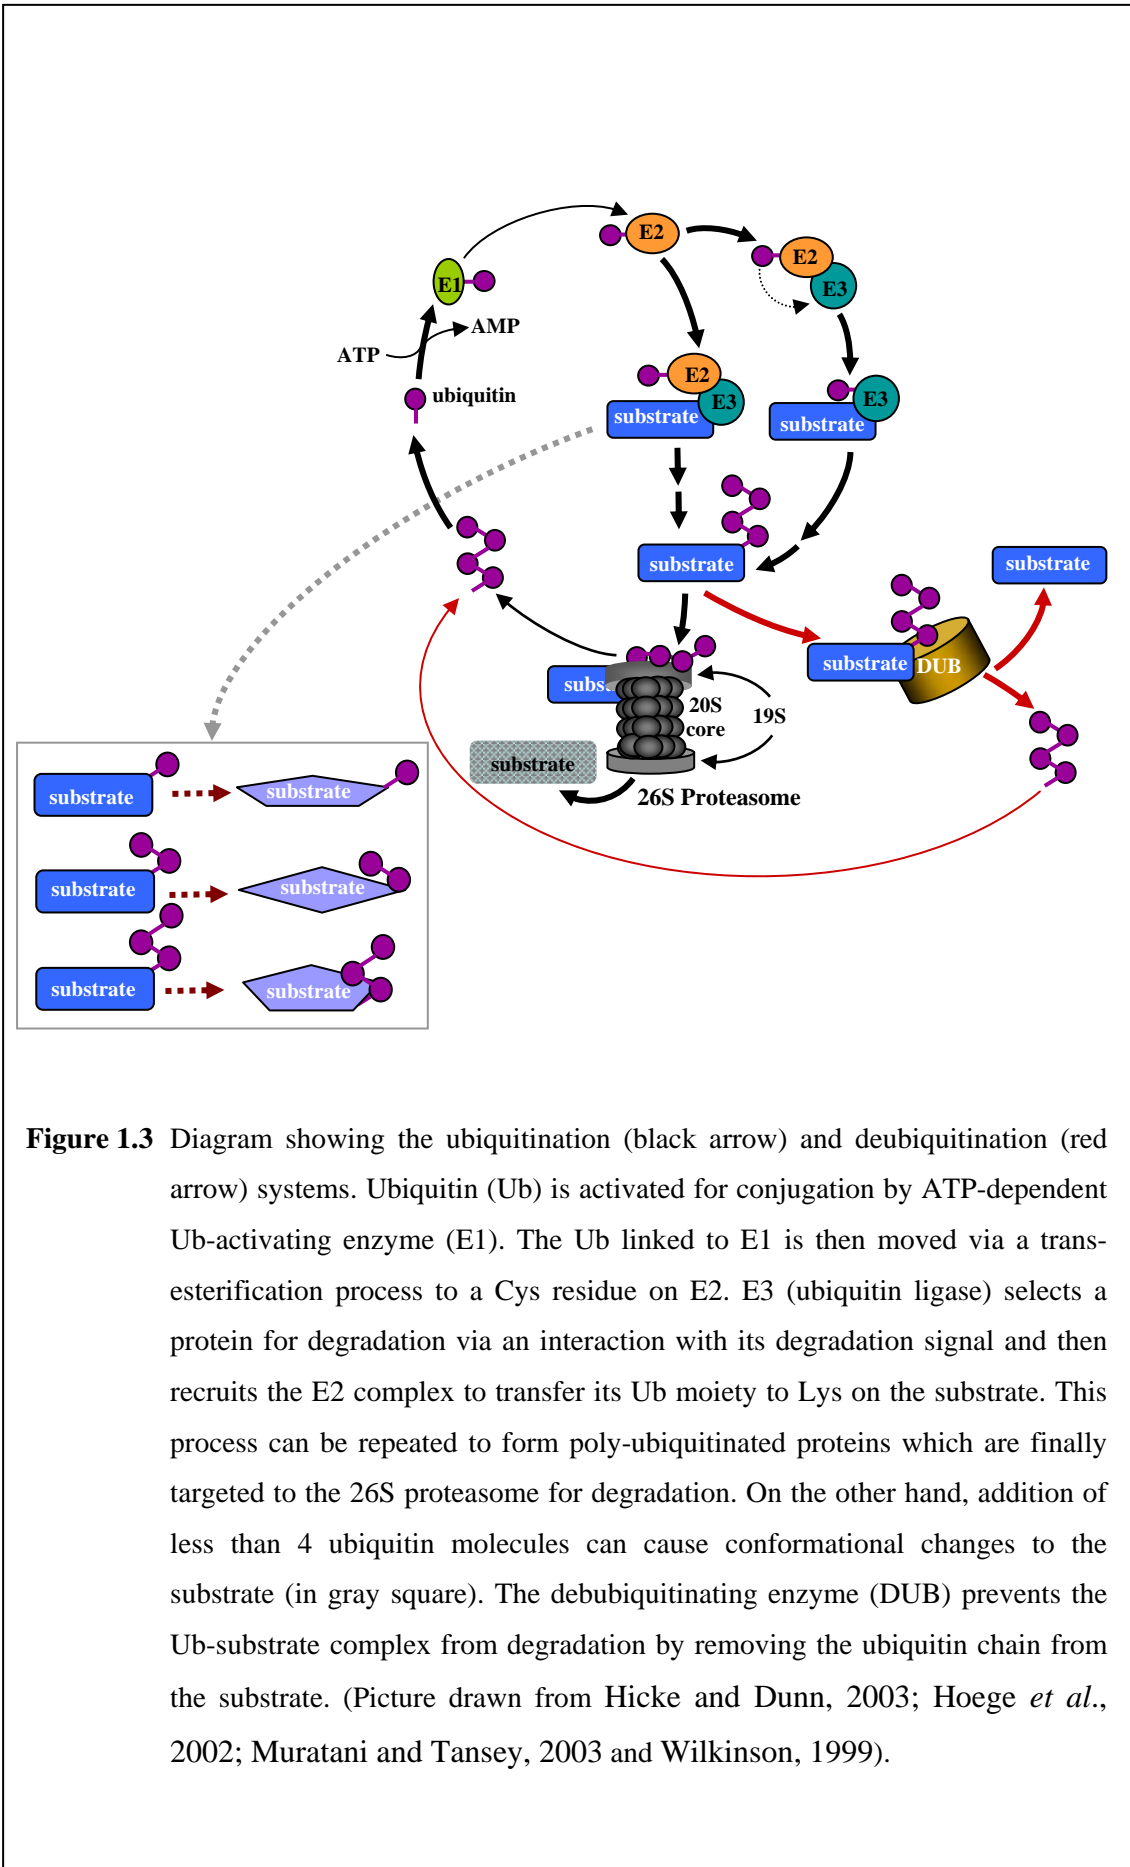 E2
E2
E3
E1
AMP
ATP
ubiquitin
E2
E3
substrate
E3
substrate
substrate
substrate
substrate
DUB
subs
20S
core
19S
substrate
26S Proteasome
substrate
substrate
substrate
substrate
substrate
substrate
Figure 1.3 Diagram showing the ubiquitination (black arrow) and deubiquitination (red
arrow) systems. Ubiquitin (Ub) is activated for conjugation by ATP-dependent
Ub-activating enzyme (E1). The Ub linked to E1 is then moved via a trans-
esterification process to a Cys residue on E2. E3 (ubiquitin ligase) selects a
protein for degradation via an interaction with its degradation signal and then
recruits the E2 complex to transfer its Ub moiety to Lys on the substrate. This
process can be repeated to form poly-ubiquitinated proteins which are finally
targeted to the 26S proteasome for degradation. On the other hand, addition of
less than 4 ubiquitin molecules can cause conformational changes to the
substrate (in gray square). The debubiquitinating enzyme (DUB) prevents the
Ub-substrate complex from degradation by removing the ubiquitin chain from
the substrate. (Picture drawn from Hicke and Dunn, 2003; Hoege et al.,
2002; Muratani and Tansey, 2003 and Wilkinson, 1999).